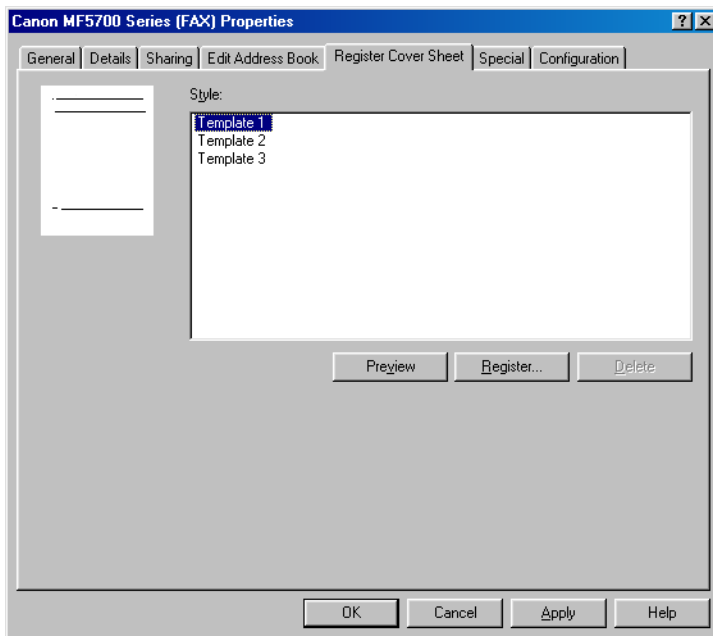 Canon MF5700 Series (FAX) Properties
General Details Sharing Edit Address Book Register Cover Sheet Special Configuration
Style:
Template 1
Template 2
Template 3
Preview Register... Delete
OK Cancel Apply Help